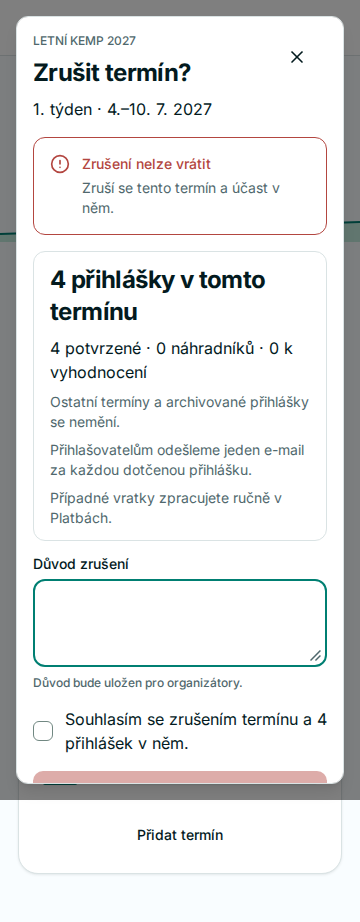 LETNÍ KEMP 2027
Zrušit termín?
1. týden · 4.–10. 7. 2027
Zrušení nelze vrátit
Zruší se tento termín a účast v
něm.
4 přihlášky v tomto
termínu
4 potvrzené · 0 náhradníků · 0 k
vyhodnocení
Ostatní termíny a archivované přihlášky
se nemění.
Přihlašovatelům odešleme jeden e-mail
za každou dotčenou přihlášku.
Případné vratky zpracujete ručně v
Platbách.
Důvod zrušení
Důvod bude uložen pro organizátory.
Souhlasím se zrušením termínu a 4
přihlášek v něm.
Přidat termín